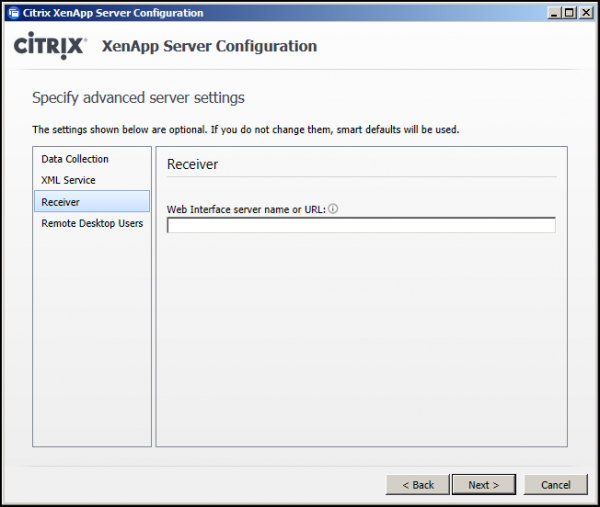 Citrix XenApp Server Configuration
CİTRIX® XenApp Server Configuration
Specify advanced server settings
The settings shown below are optional. If you do not change them, smart defaults will be used.
Data Collection
XML Service
Receiver
Remote Desktop Users
Receiver
Web Interface server name or URL:
< Back
Next >
Cancel